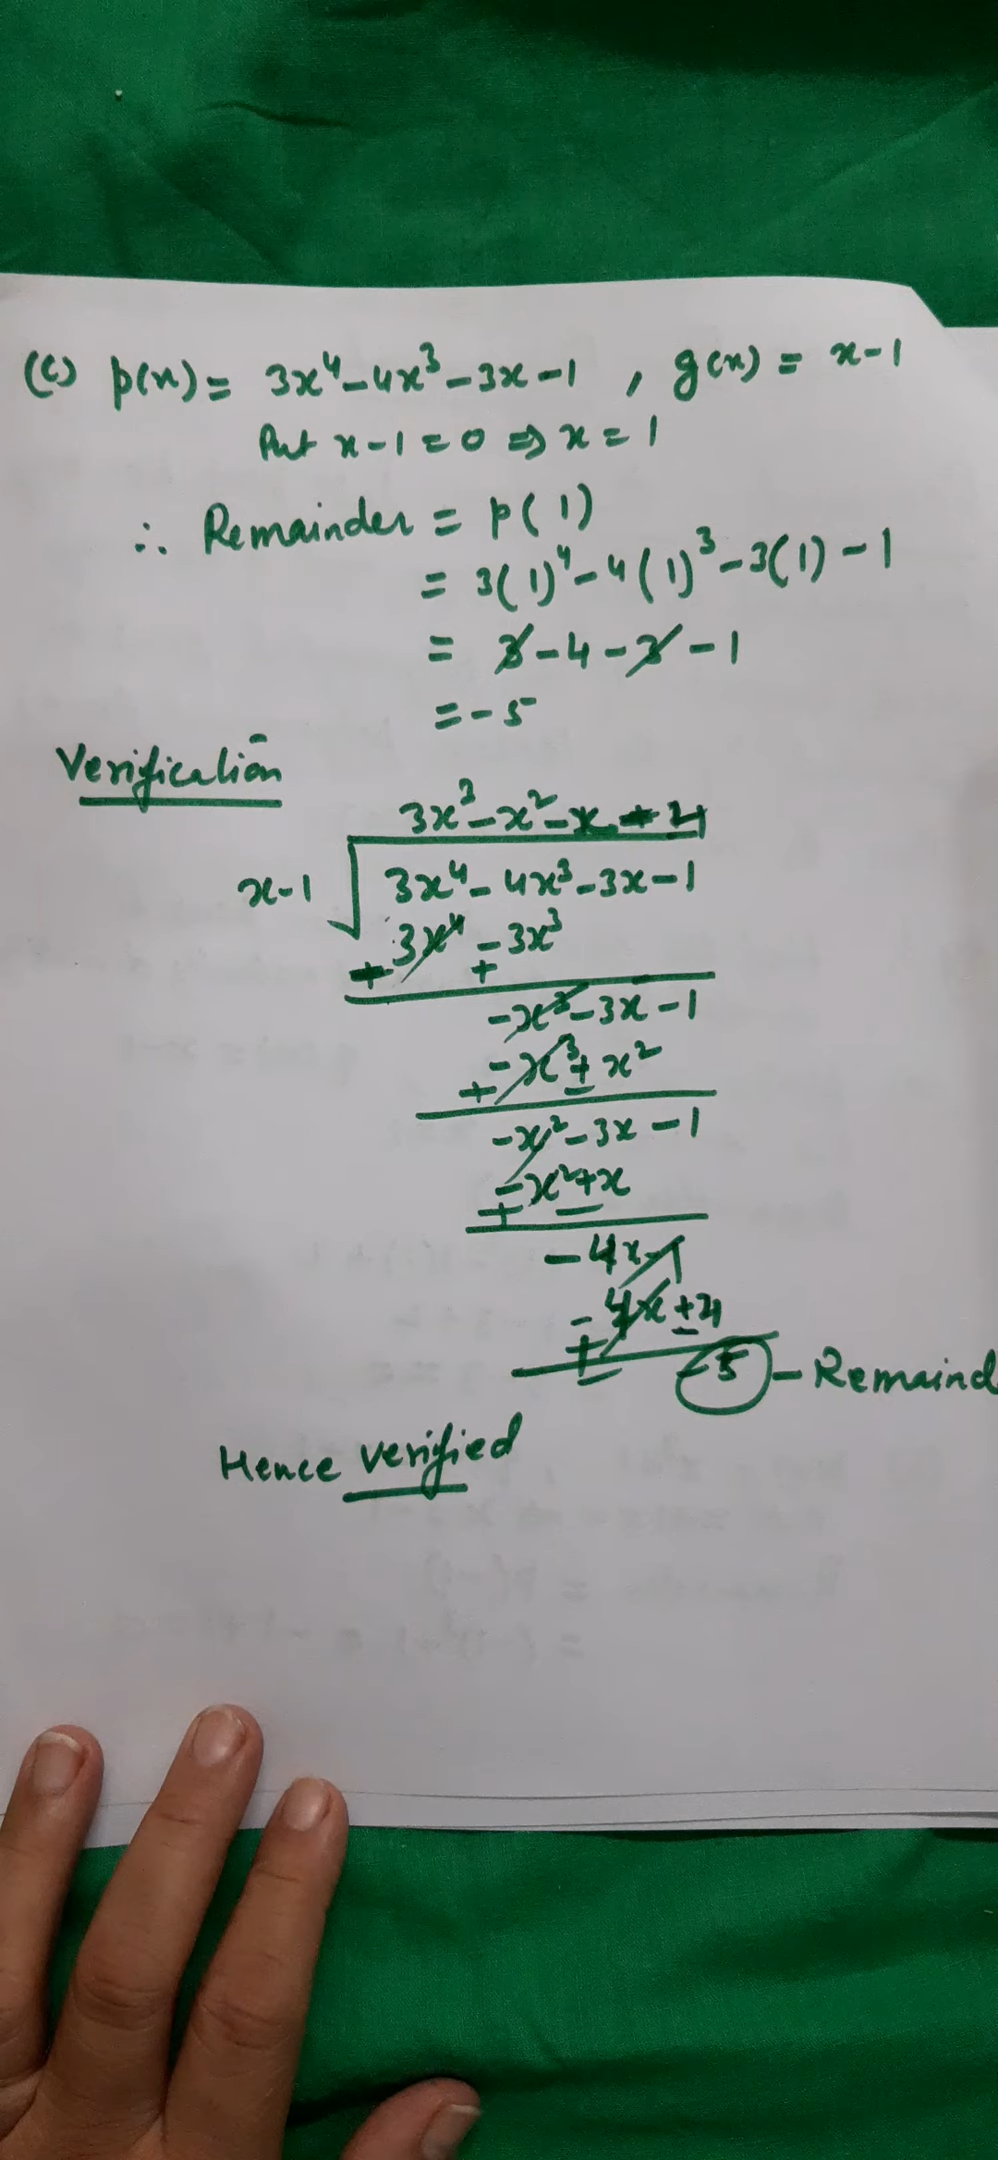 (c) p(x) = 3x⁴-4x³-3x-1 , g(x) = x-1
Put x-1=0 ⇒ x=1
∴ Remainder = p(1)
= 3(1)⁴-4(1)³-3(1)-1
= 3-4-3-1
=-5
Verification
3x³-x²-x-4
x-1 3x⁴-4x³-3x-1
3x⁴-3x³
- +
-x³-3x-1
-x³+x²
+ -
-x²-3x-1
-x²+x
+ -
-4x-1
-4x+4
+ -
-5 - Remaind
Hence verified